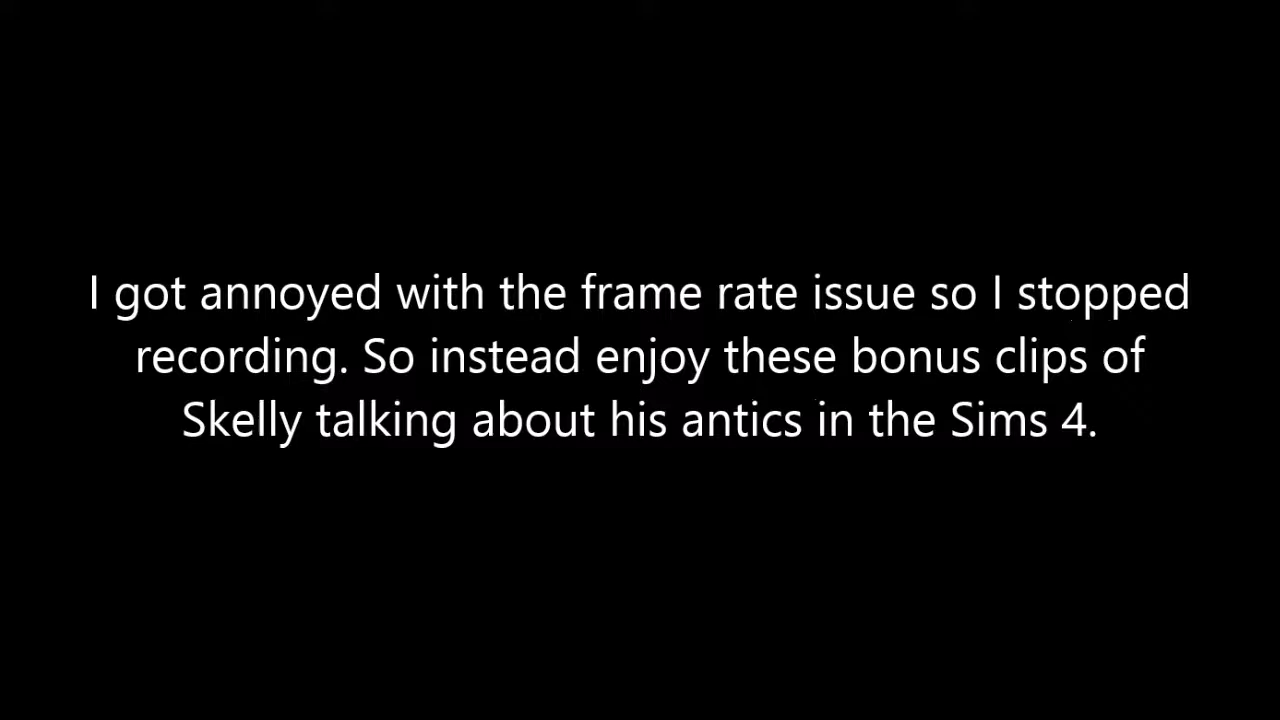 I got annoyed with the frame rate issue so I stopped
recording. So instead enjoy these bonus clips of
Skelly talking about his antics in the Sims 4.